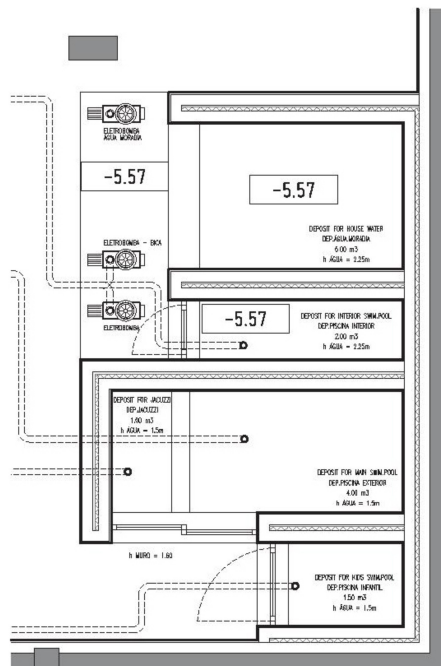 ELETROBOMBA
ÁGUA MORADIA
-5.57
-5.57
DEPOSIT FOR HOUSE WATER
DEP.ÁGUA.MORADIA
6.00 m3
h ÁGUA = 2.25m
ELETROBOMBA - BICA
ELETROBOMBA
-5.57
DEPOSIT FOR INTERIOR SWIM.POOL
DEP.PISCINA INTERIOR
2.00 m3
h ÁGUA = 2.25m
DEPOSIT FOR JACUZZI
DEP.JACUZZI
1.00 m3
h ÁGUA = 1.5m
DEPOSIT FOR MAIN SWIM.POOL
DEP.PISCINA EXTERIOR
4.00 m3
h ÁGUA = 1.5m
h MURO = 1.60
DEPOSIT FOR KIDS SWIM.POOL
DEP.PISCINA INFANTIL
1.50 m3
h ÁGUA = 1.5m